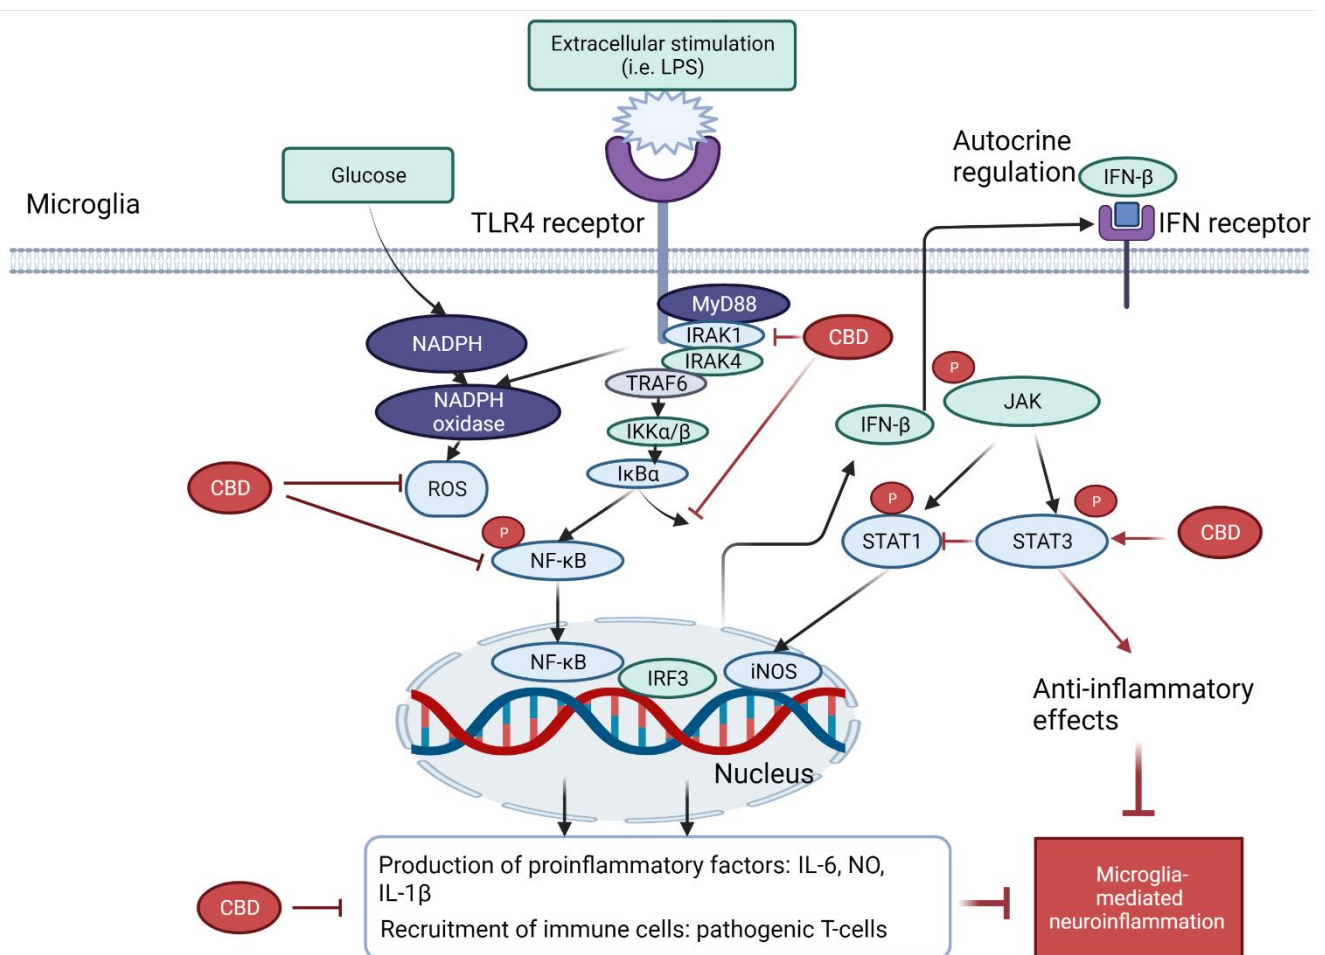 Extracellular stimulation
(i.e. LPS)
Glucose
Microglia
TLR4 receptor
Autocrine
regulation
IFN-β
IFN receptor
MyD88
IRAK1
CBD
IRAK4
NADPH
TRAF6
NADPH
oxidase
IKKα/β
IκBα
P
JAK
IFN-β
CBD
ROS
P
NF-κB
P
STAT1
P
STAT3
CBD
NF-κB
IRF3
iNOS
Nucleus
Anti-inflammatory
effects
Production of proinflammatory factors: IL-6, NO,
IL-1β
Recruitment of immune cells: pathogenic T-cells
CBD
Microglia-
mediated
neuroinflammation